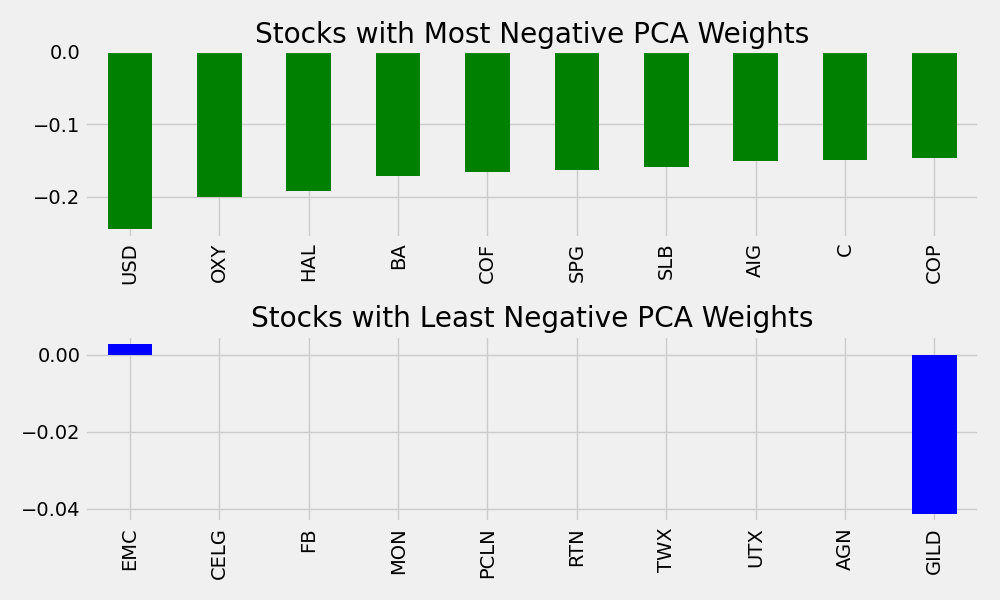 Stocks with Most Negative PCA Weights
0.0
−0.1
−0.2
USD OXY HAL BA COF SPG SLB AIG C COP
Stocks with Least Negative PCA Weights
0.00
−0.02
−0.04
EMC CELG FB MON PCLN RTN TWX UTX AGN GILD